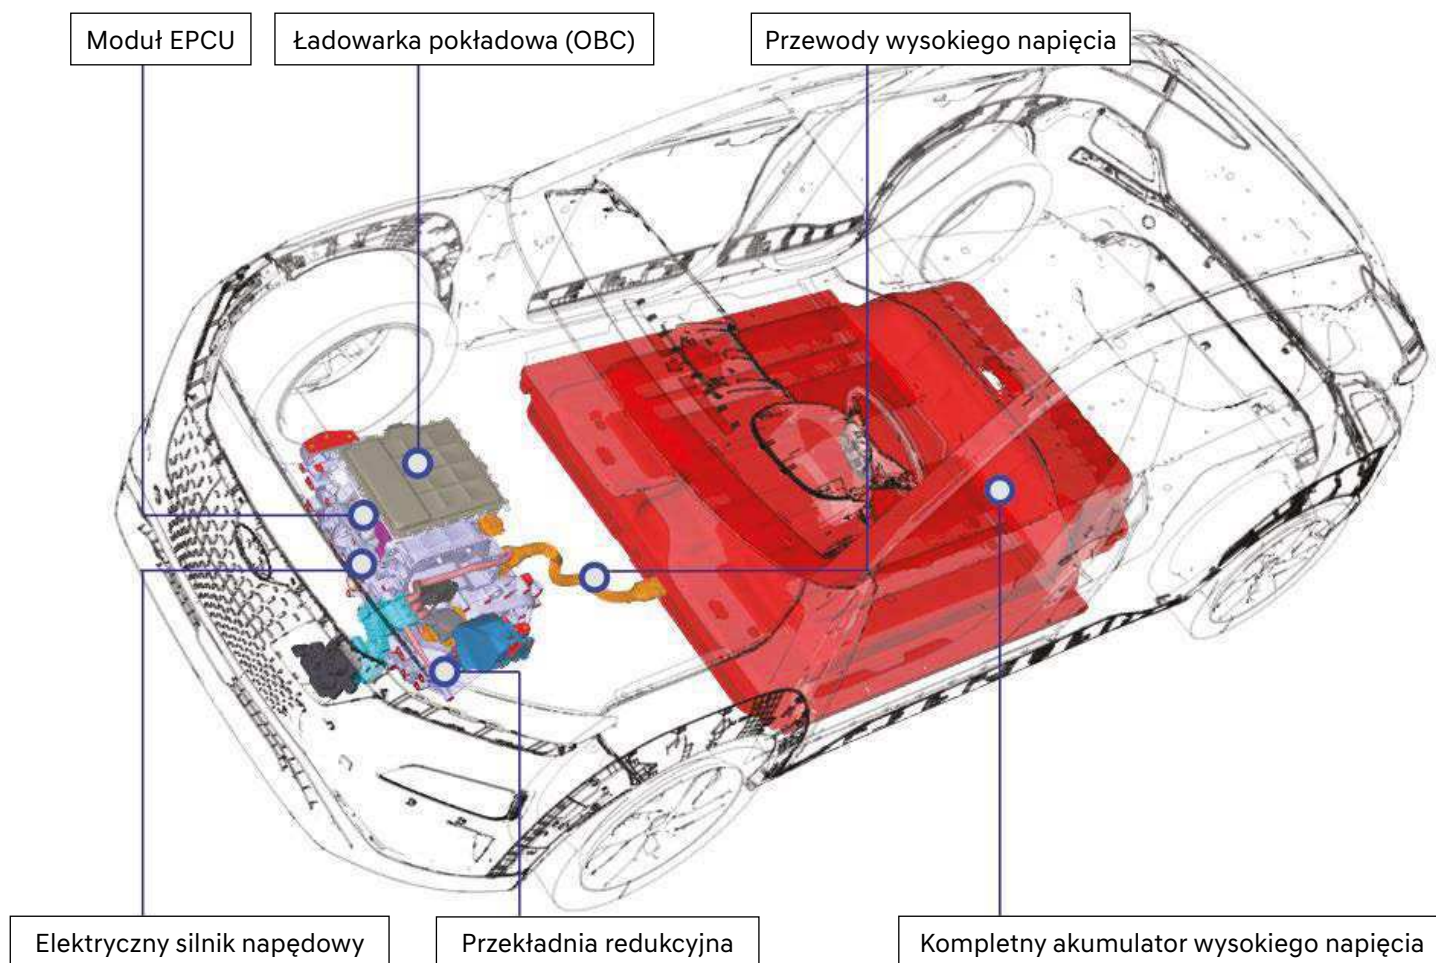 Moduł EPCU
Ładowarka pokładowa (OBC)
Przewody wysokiego napięcia
Elektryczny silnik napędowy
Przekładnia redukcyjna
Kompletny akumulator wysokiego napięcia